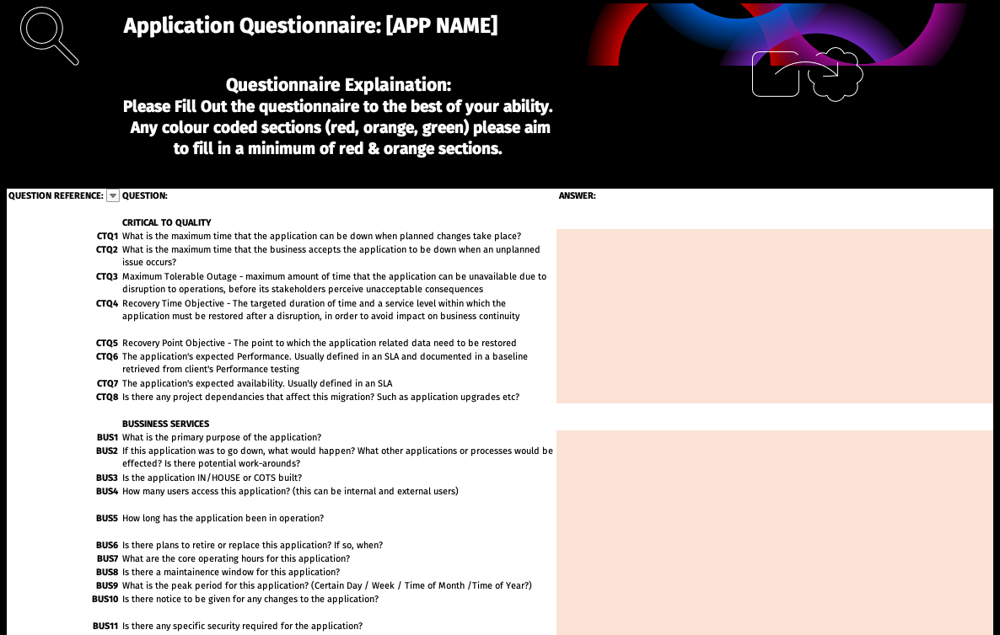 Application Questionnaire: [APP NAME]
Questionnaire Explaination:
Please Fill Out the questionnaire to the best of your ability.
Any colour coded sections (red, orange, green) please aim
to fill in a minimum of red & orange sections.
QUESTION REFERENCE: QUESTION: ANSWER:
CRITICAL TO QUALITY
CTQ1 What is the maximum time that the application can be down when planned changes take place?
CTQ2 What is the maximum time that the business accepts the application to be down when an unplanned
issue occurs?
CTQ3 Maximum Tolerable Outage - maximum amount of time that the application can be unavailable due to
disruption to operations, before its stakeholders perceive unacceptable consequences
CTQ4 Recovery Time Objective - The targeted duration of time and a service level within which the
application must be restored after a disruption, in order to avoid impact on business continuity
CTQ5 Recovery Point Objective - The point to which the application related data need to be restored
CTQ6 The application's expected Performance. Usually defined in an SLA and documented in a baseline
retrieved from client's Performance testing
CTQ7 The application's expected availability. Usually defined in an SLA
CTQ8 Is there any project dependancies that affect this migration? Such as application upgrades etc?
BUSSINESS SERVICES
BUS1 What is the primary purpose of the application?
BUS2 If this application was to go down, what would happen? What other applications or processes would be
effected? Is there potential work-arounds?
BUS3 Is the application IN/HOUSE or COTS built?
BUS4 How many users access this application? (this can be internal and external users)
BUS5 How long has the application been in operation?
BUS6 Is there plans to retire or replace this application? If so, when?
BUS7 What are the core operating hours for this application?
BUS8 Is there a maintainence window for this application?
BUS9 What is the peak period for this application? (Certain Day / Week / Time of Month /Time of Year?)
BUS10 Is there notice to be given for any changes to the application?
BUS11 Is there any specific security required for the application?